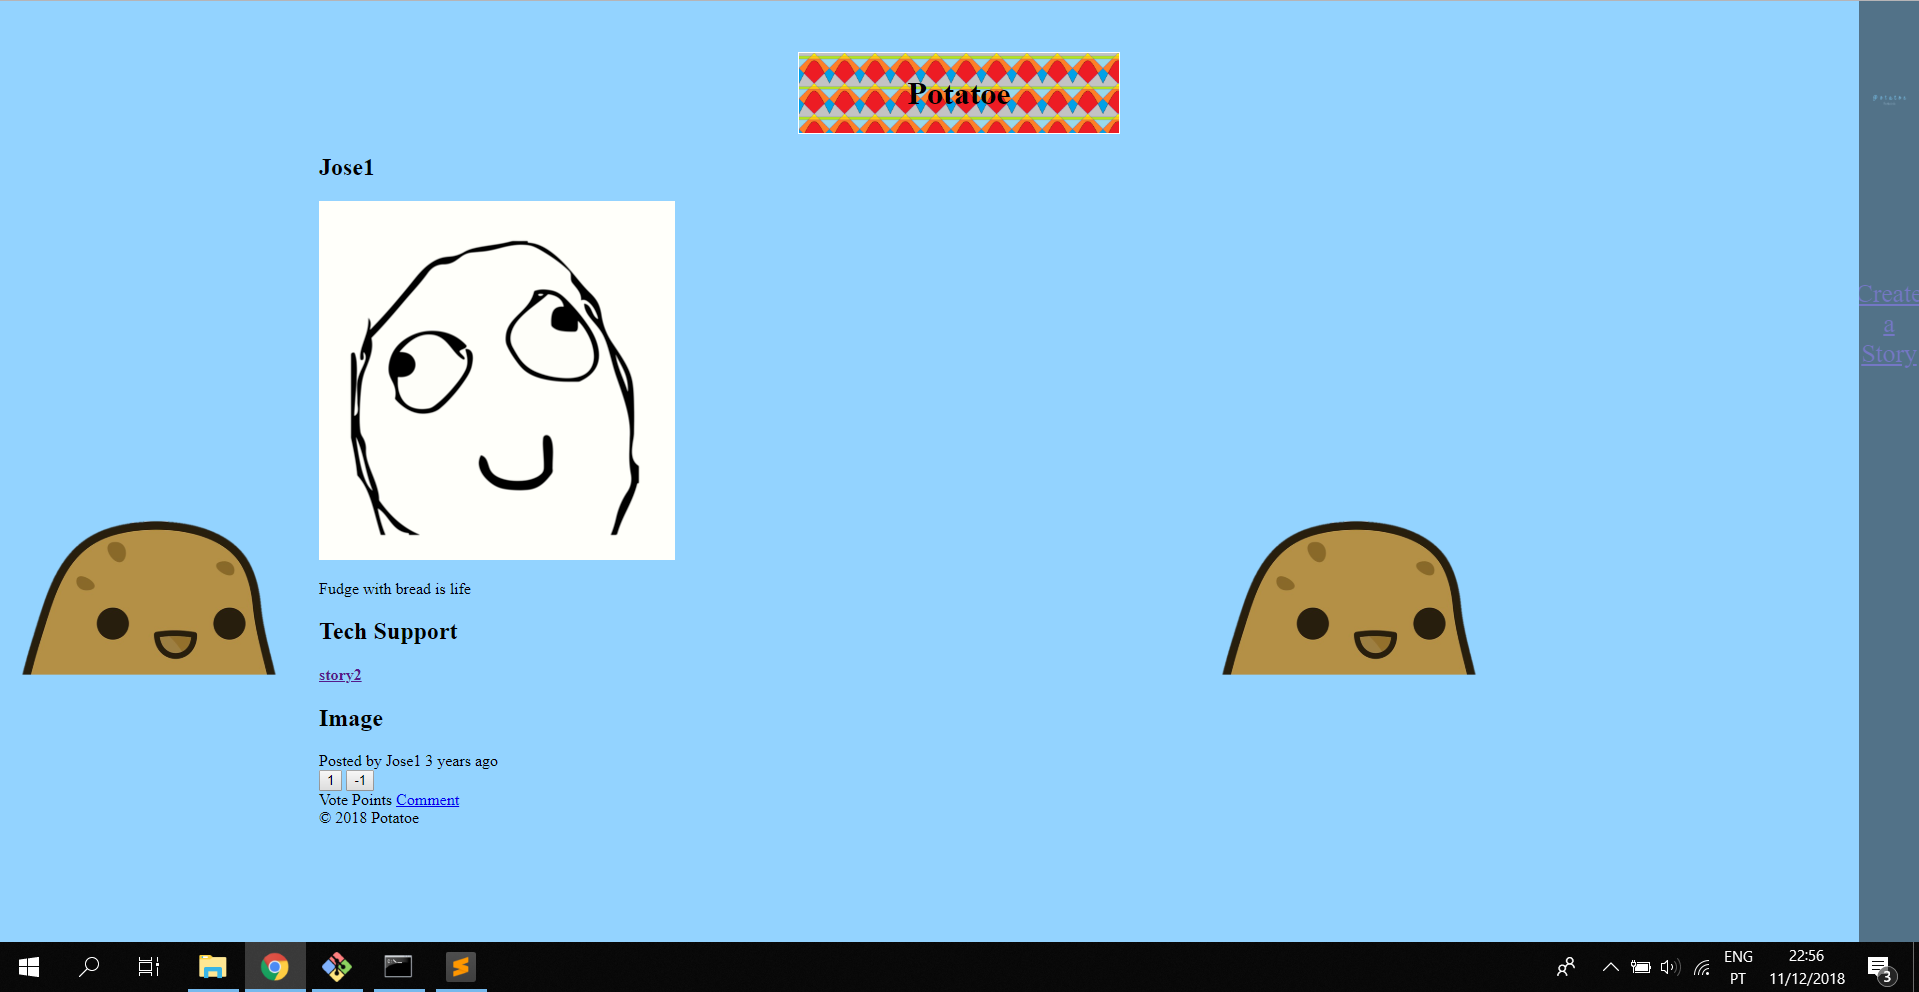 Potatoe
Jose1
Create
a
Story
Fudge with bread is life
Tech Support
story2
Image
Posted by Jose1 3 years ago
1 -1
Vote Points Comment
© 2018 Potatoe
ENG 22:56
PT 11/12/2018
3